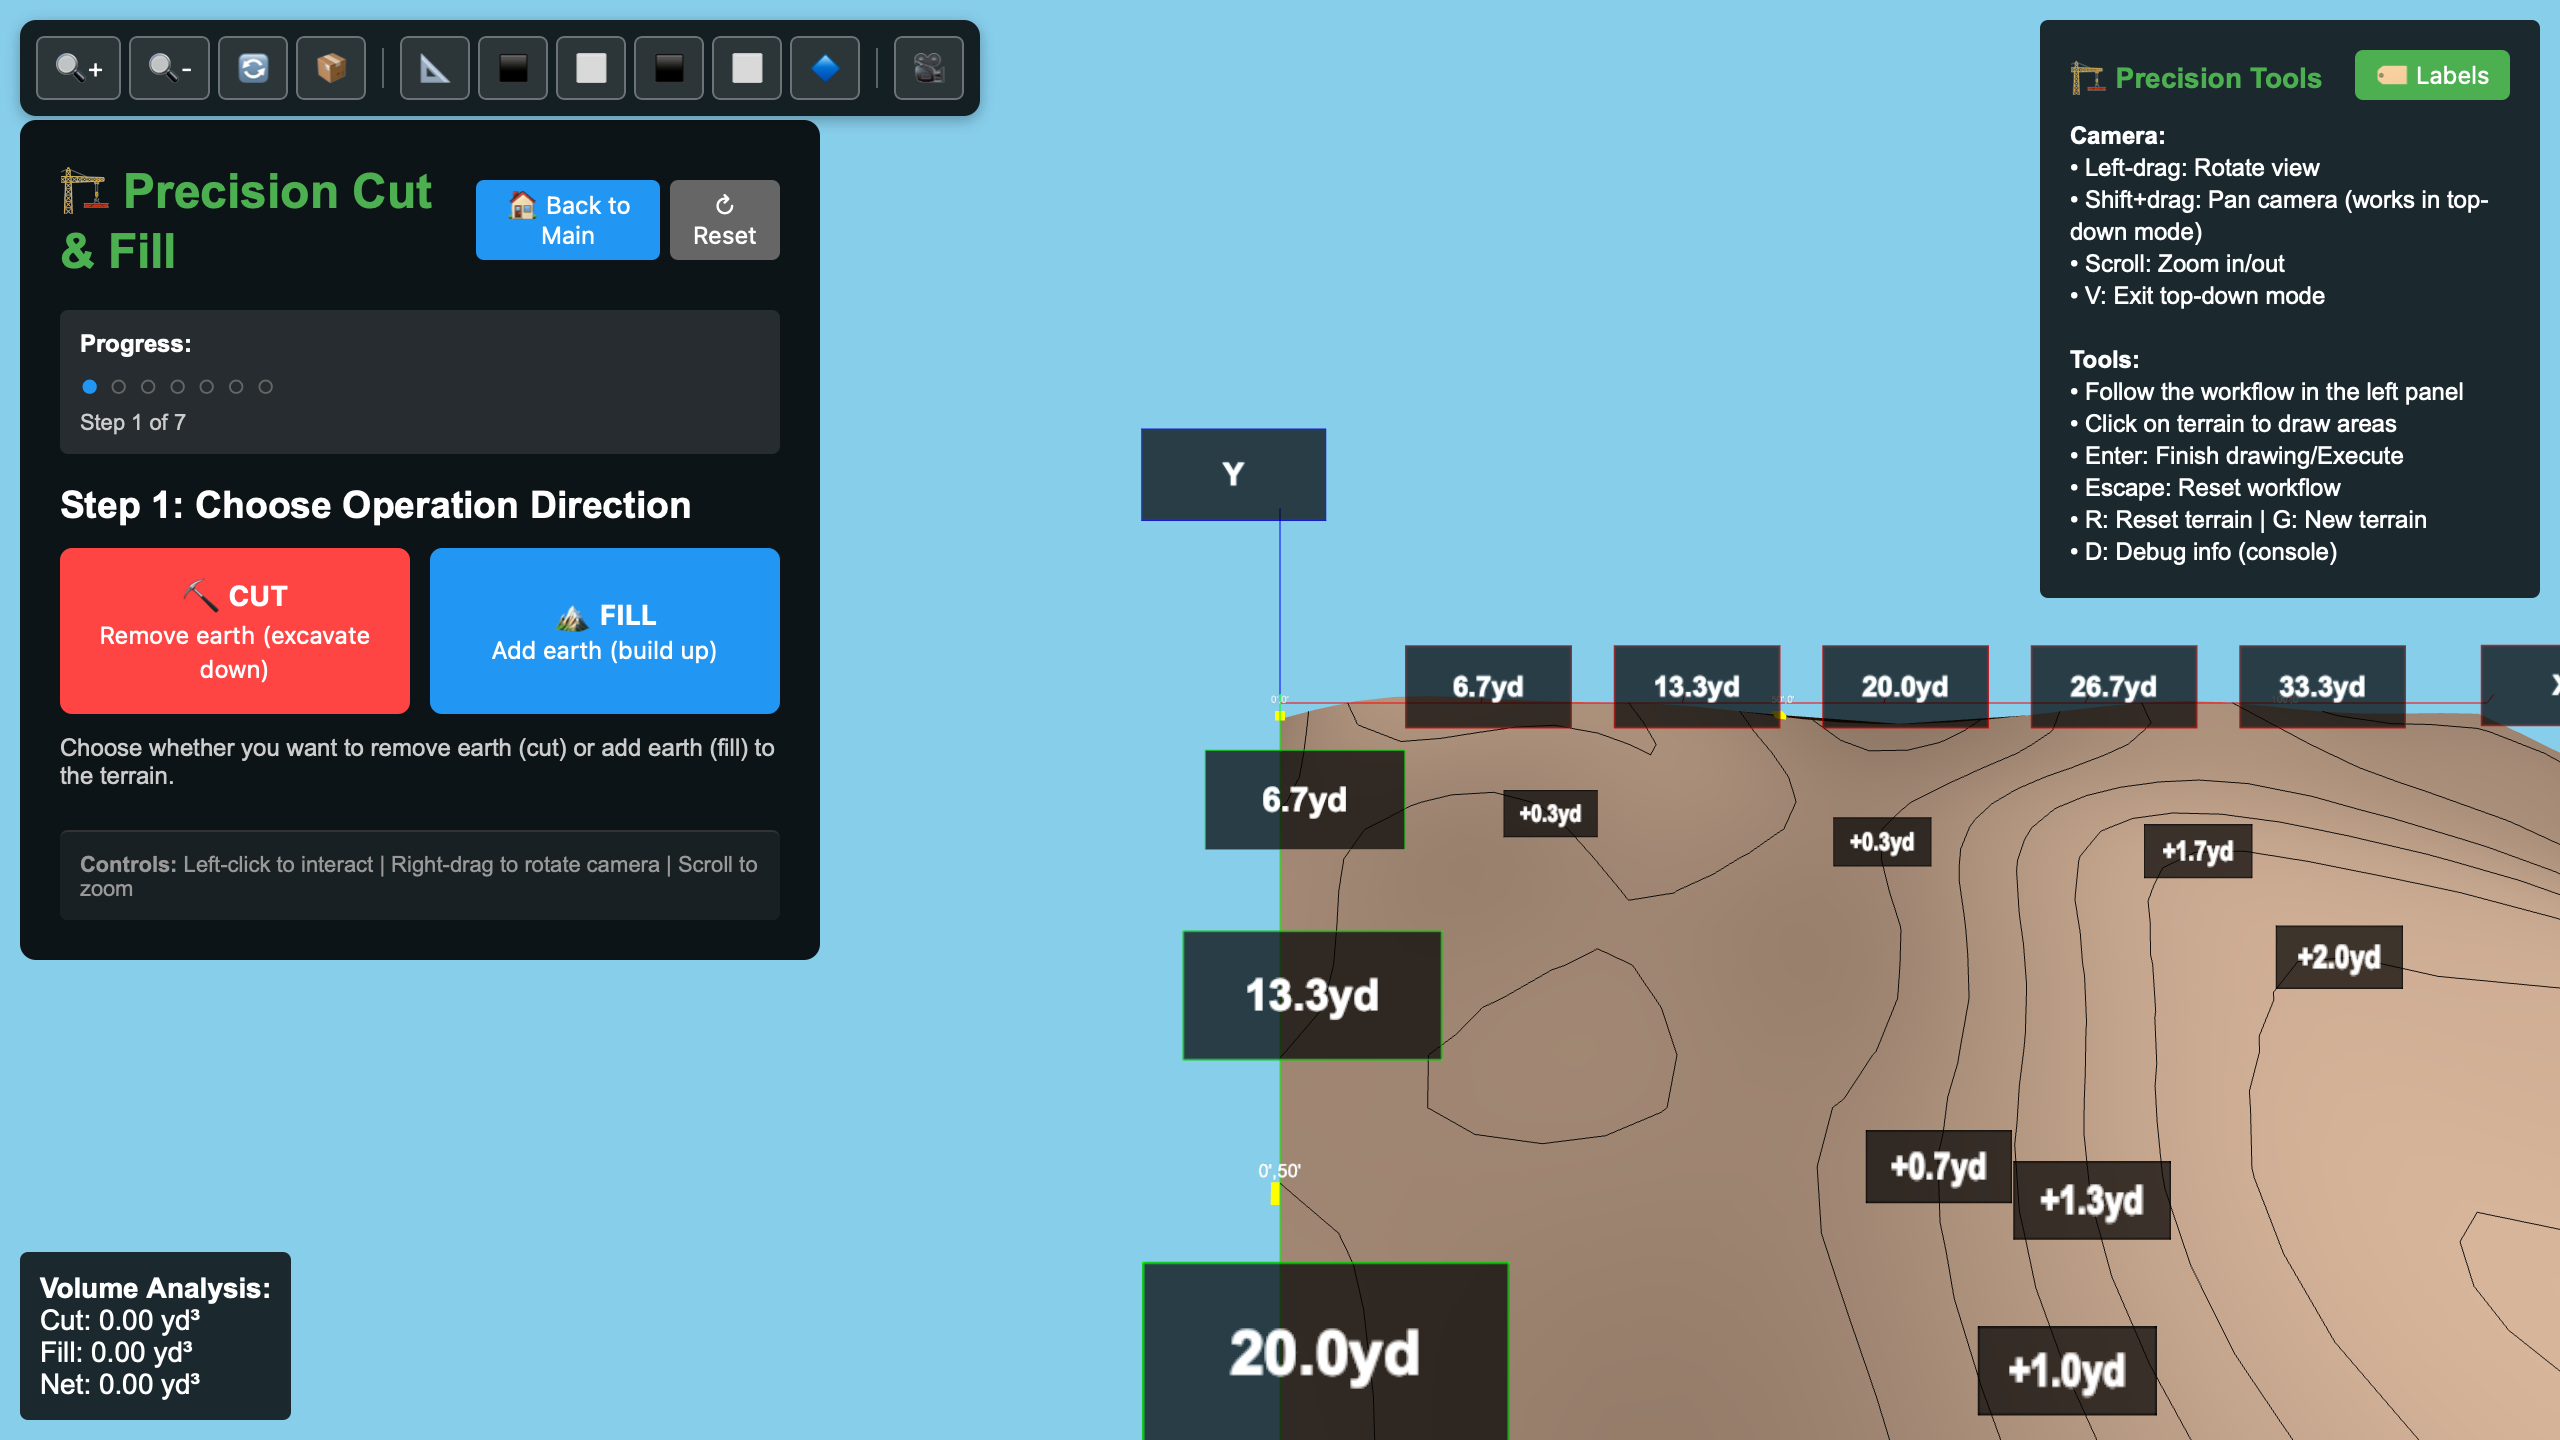 +
-
Precision Cut
& Fill
Back to
Main
↻
Reset
Progress:
Step 1 of 7
Step 1: Choose Operation Direction
CUT
Remove earth (excavate
down)
FILL
Add earth (build up)
Choose whether you want to remove earth (cut) or add earth (fill) to
the terrain.
Controls: Left-click to interact | Right-drag to rotate camera | Scroll to
zoom
Volume Analysis:
Cut: 0.00 yd³
Fill: 0.00 yd³
Net: 0.00 yd³
Precision Tools
Labels
Camera:
• Left-drag: Rotate view
• Shift+drag: Pan camera (works in top-
down mode)
• Scroll: Zoom in/out
• V: Exit top-down mode
Tools:
• Follow the workflow in the left panel
• Click on terrain to draw areas
• Enter: Finish drawing/Execute
• Escape: Reset workflow
• R: Reset terrain | G: New terrain
• D: Debug info (console)
Y
6.7yd
13.3yd
20.0yd
26.7yd
33.3yd
X
0',0'
6.7yd
+0.3yd
+0.3yd
+1.7yd
+2.0yd
13.3yd
0',50'
+0.7yd
+1.3yd
20.0yd
+1.0yd